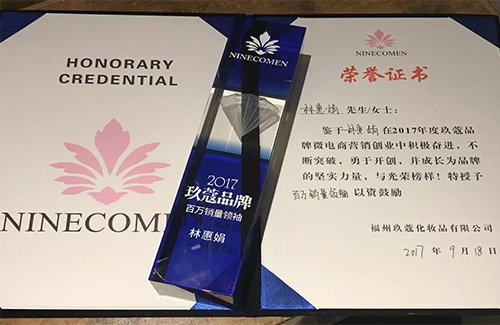 HONORARY
CREDENTIAL
NINECOMEN
NINECOMEN
2017
玖蔻品牌
百万销量领袖
林惠娟
NINECOMEN
荣誉证书
林惠娟 先生/女士：
鉴于林惠娟在2017年度玖蔻品
牌微电商营销创业中积极奋进，不
断突破，勇于开创，并成长为品牌
的坚实力量，与光荣榜样！特授予
百万销量领袖 以资鼓励
福州玖蔻化妆品有限公司
2017 年 9 月 18 日